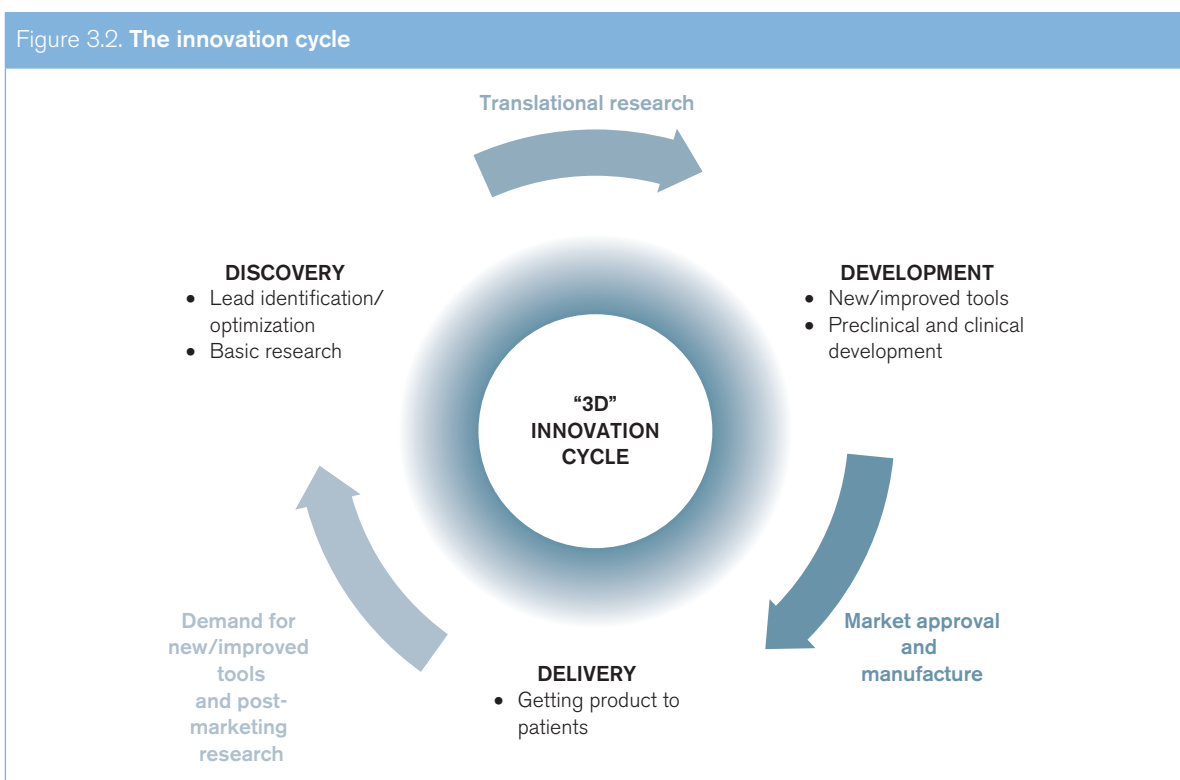 Figure 3.2. The innovation cycle
Translational research
DISCOVERY
• Lead identification/
optimization
• Basic research
DEVELOPMENT
• New/improved tools
• Preclinical and clinical
development
“3D”
INNOVATION
CYCLE
Demand for
new/improved
tools
and post-
marketing
research
DELIVERY
• Getting product to
patients
Market approval
and
manufacture